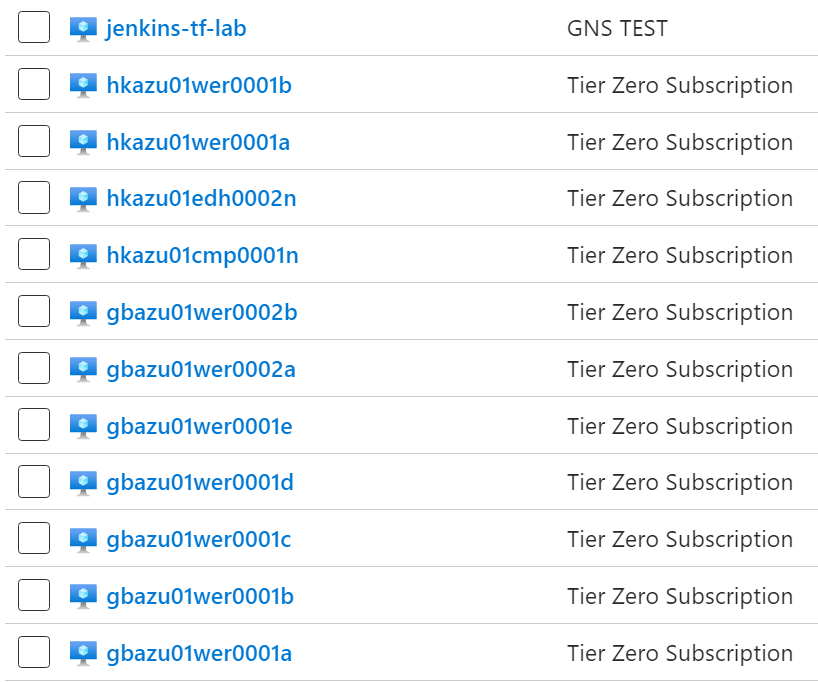 jenkins-tf-lab GNS TEST
hkazu01wer0001b Tier Zero Subscription
hkazu01wer0001a Tier Zero Subscription
hkazu01edh0002n Tier Zero Subscription
hkazu01cmp0001n Tier Zero Subscription
gbazu01wer0002b Tier Zero Subscription
gbazu01wer0002a Tier Zero Subscription
gbazu01wer0001e Tier Zero Subscription
gbazu01wer0001d Tier Zero Subscription
gbazu01wer0001c Tier Zero Subscription
gbazu01wer0001b Tier Zero Subscription
gbazu01wer0001a Tier Zero Subscription